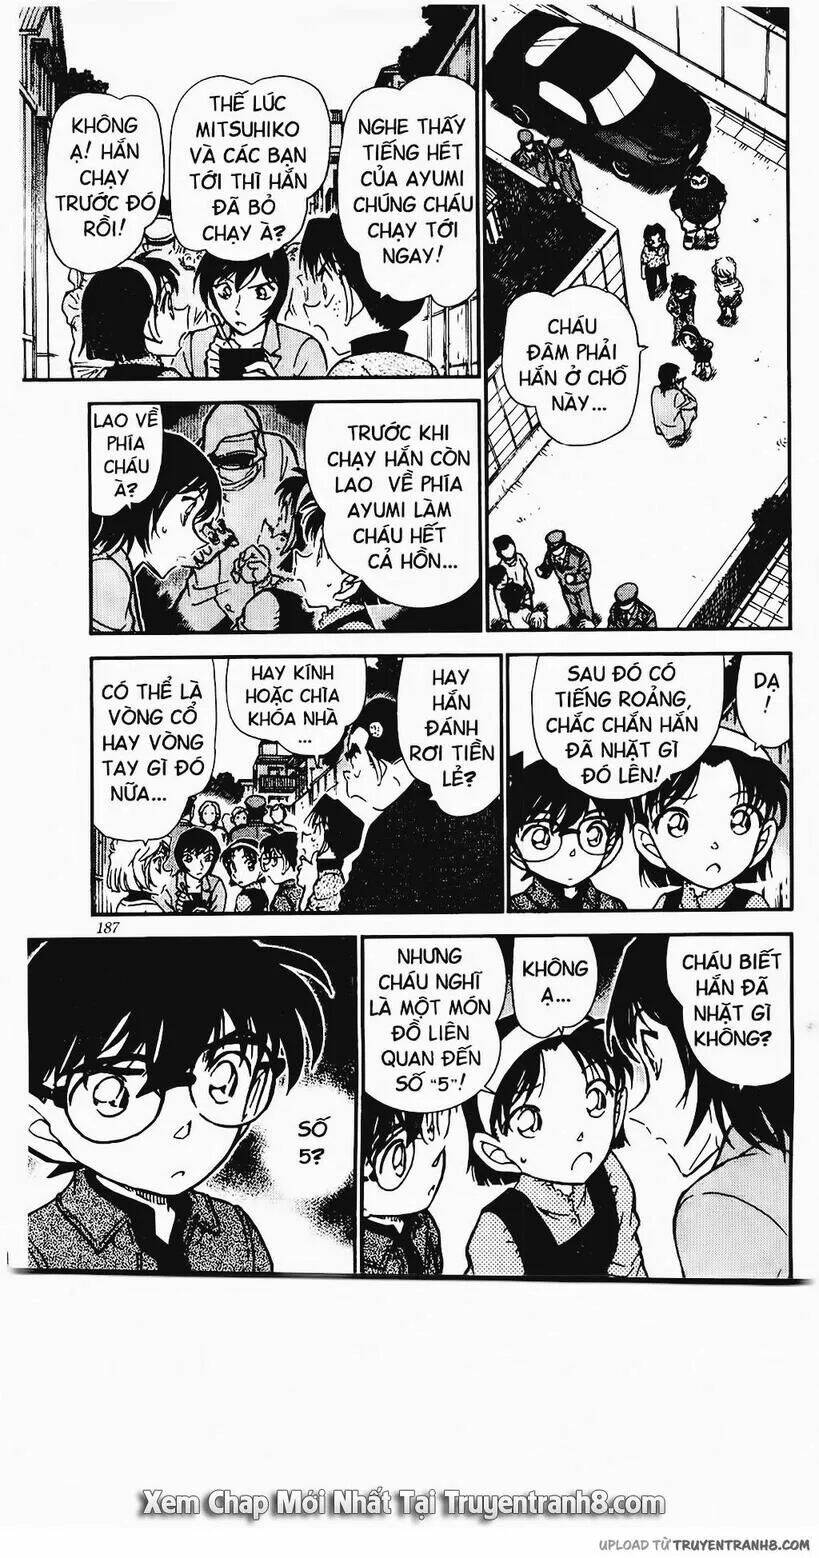 CHÁU
ĐÂM PHẢI
HẮN Ở CHỖ
NÀY...
NGHE THẤY
TIẾNG HÉT
CỦA AYUMI
CHÚNG CHÁU
CHẠY TỚI
NGAY!
THẾ LÚC
MITSUHIKO
VÀ CÁC BẠN
TỚI THÌ HẮN
ĐÃ BỎ
CHẠY À?
KHÔNG
Ạ! HẮN
CHẠY
TRƯỚC ĐÓ
RỒI!
TRƯỚC KHI
CHẠY HẮN CÒN
LAO VỀ PHÍA
AYUMI LÀM
CHÁU HẾT
CẢ HỒN...
LAO VỀ
PHÍA
CHÁU
À?
DẠ
!
SAU ĐÓ CÓ
TIẾNG ROẢNG,
CHẮC CHẮN HẮN
ĐÃ NHẶT GÌ
ĐÓ LÊN!
HAY
HẮN
ĐÁNH
RƠI TIỀN
LẺ?
HAY KÍNH
HOẶC CHÌA
KHÓA NHÀ
...
CÓ THỂ LÀ
VÒNG CỔ
HAY VÒNG
TAY GÌ ĐÓ
NỮA...
187
CHÁU BIẾT
HẮN ĐÃ
NHẶT GÌ
KHÔNG?
KHÔNG
Ạ...
NHƯNG
CHÁU NGHĨ
LÀ MỘT MÓN
ĐỒ LIÊN
QUAN ĐẾN
SỐ "5"!
SỐ
5?
Xem Chap Mới Nhất Tại Truyentranh8.com
UPLOAD TỪ TRUYENTRANH8.COM